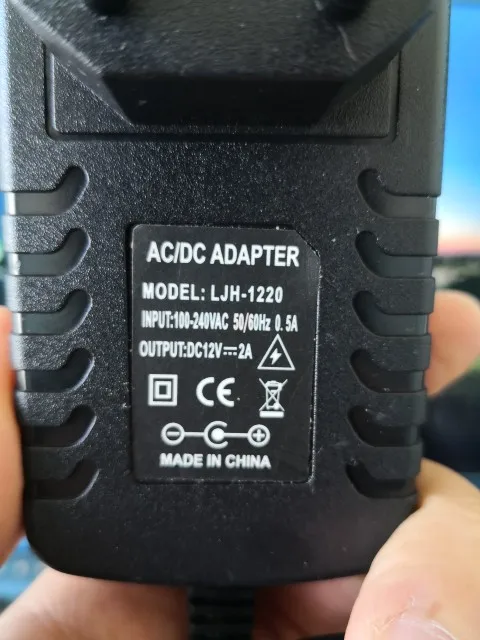 AC/DC ADAPTER
MODEL: LJH-1220
INPUT:100-240VAC 50/60Hz 0.5A
OUTPUT:DC12V⎓2A
CE
MADE IN CHINA